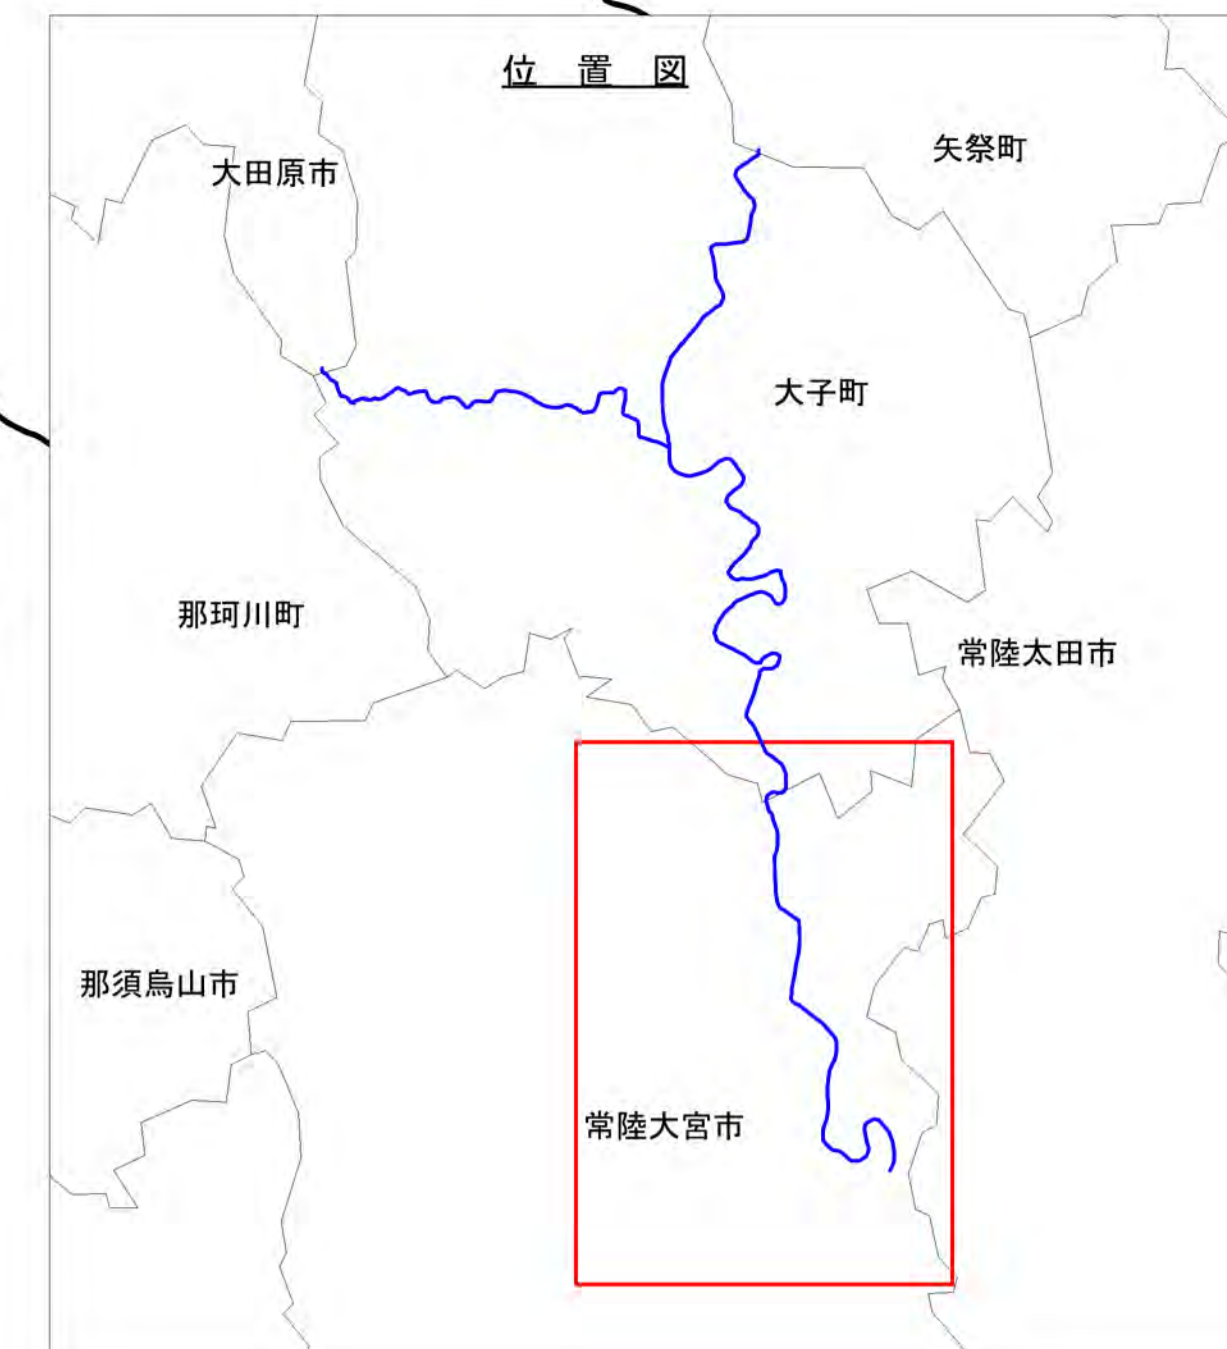 位 置 図
矢祭町
大田原市
大子町
那珂川町
常陸太田市
那須烏山市
常陸大宮市